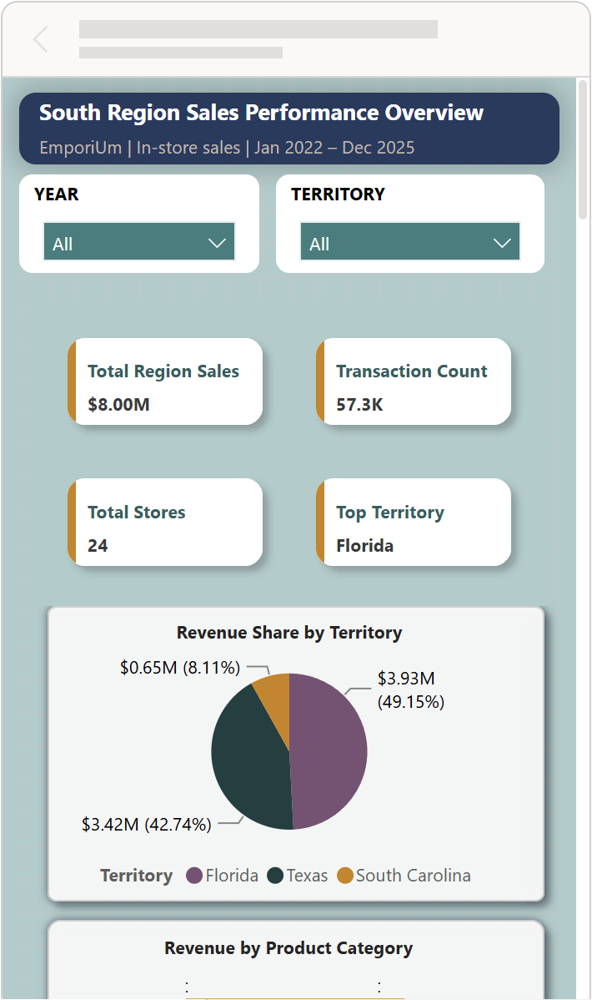 South Region Sales Performance Overview
EmporiUm | In-store sales | Jan 2022 – Dec 2025
YEAR
TERRITORY
All
All
Total Region Sales
$8.00M
Transaction Count
57.3K
Total Stores
24
Top Territory
Florida
Revenue Share by Territory
$0.65M (8.11%)
$3.93M
(49.15%)
$3.42M (42.74%)
Territory Florida Texas South Carolina
Revenue by Product Category